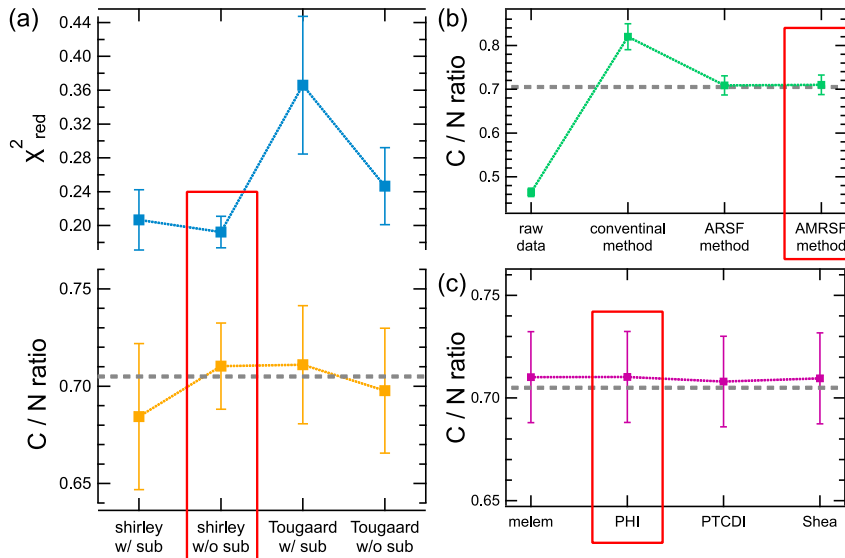 (a)
0.44
0.40
0.36
0.32
0.28
0.24
0.20
X²red
0.75
0.70
0.65
C / N ratio
shirley w/ sub
shirley w/o sub
Tougaard w/ sub
Tougaard w/o sub
(b)
0.8
0.7
0.6
0.5
C / N ratio
raw data
conventinal method
ARSF method
AMRSF method
(c)
0.75
0.70
0.65
C / N ratio
melem
PHI
PTCDI
Shea